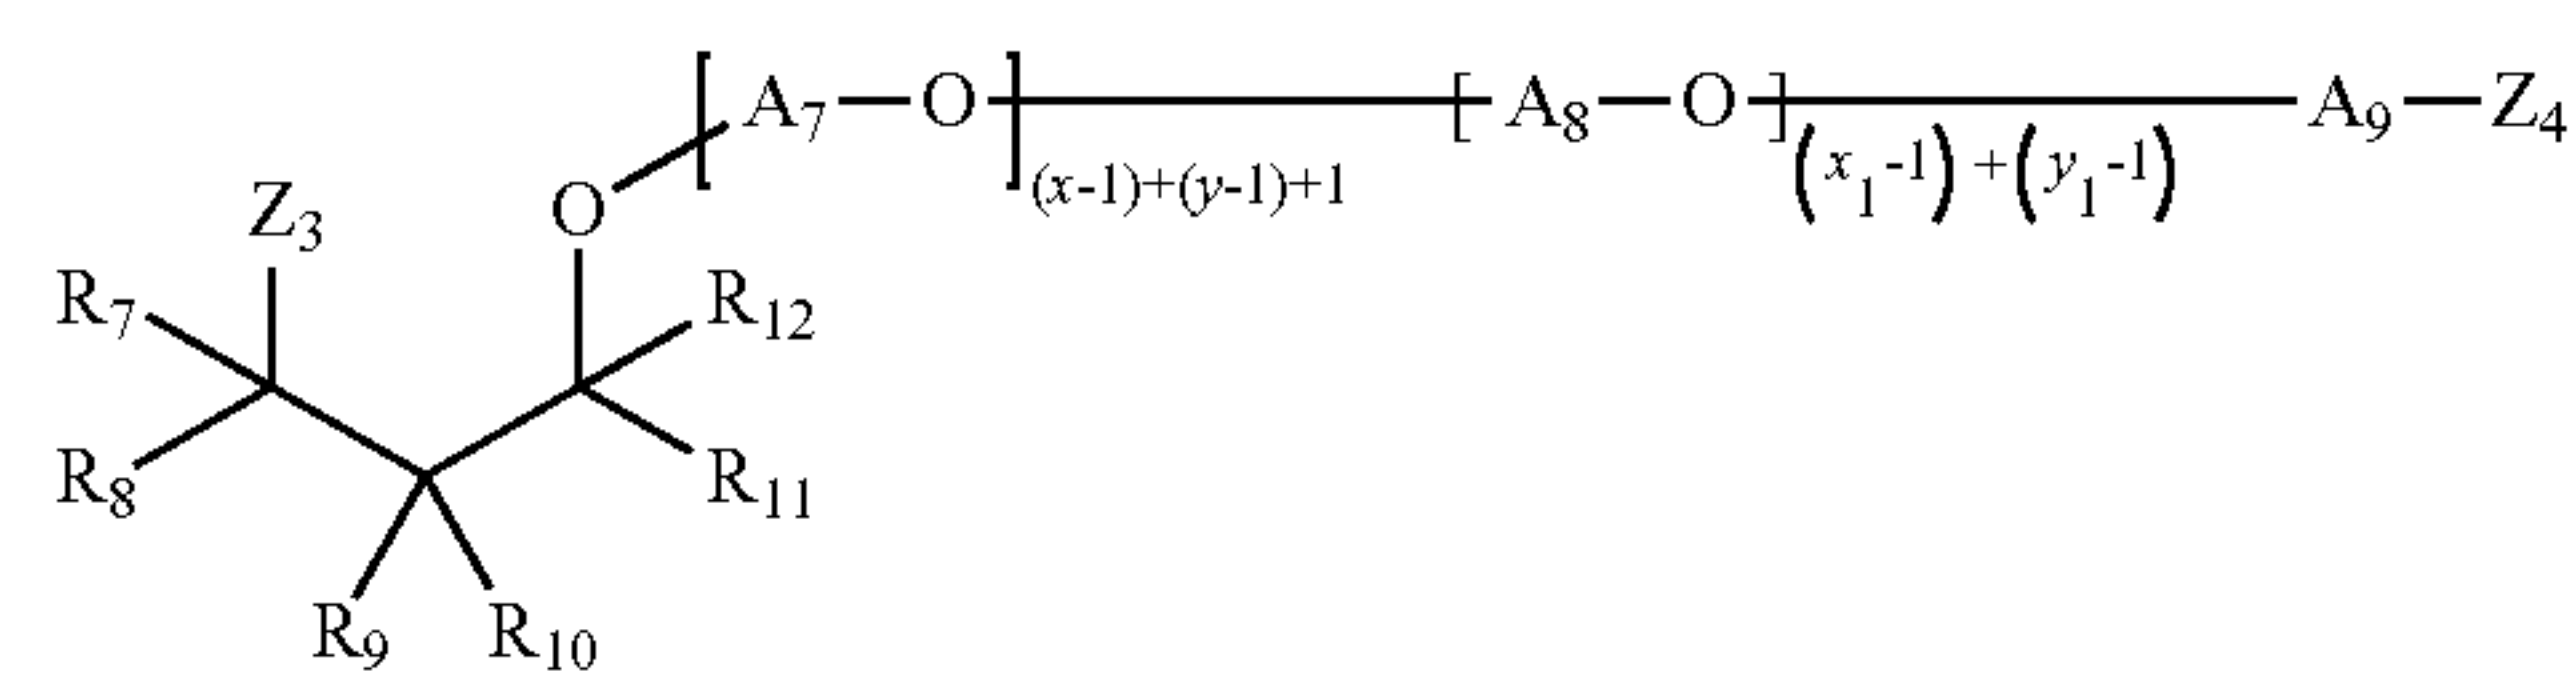 [A₇—O](x-1)+(y-1)+1 [A₈—O](x₁-1)+(y₁-1) A₉—Z₄
Z₃ O
R₇ R₁₂
R₈ R₁₁
R₉ R₁₀